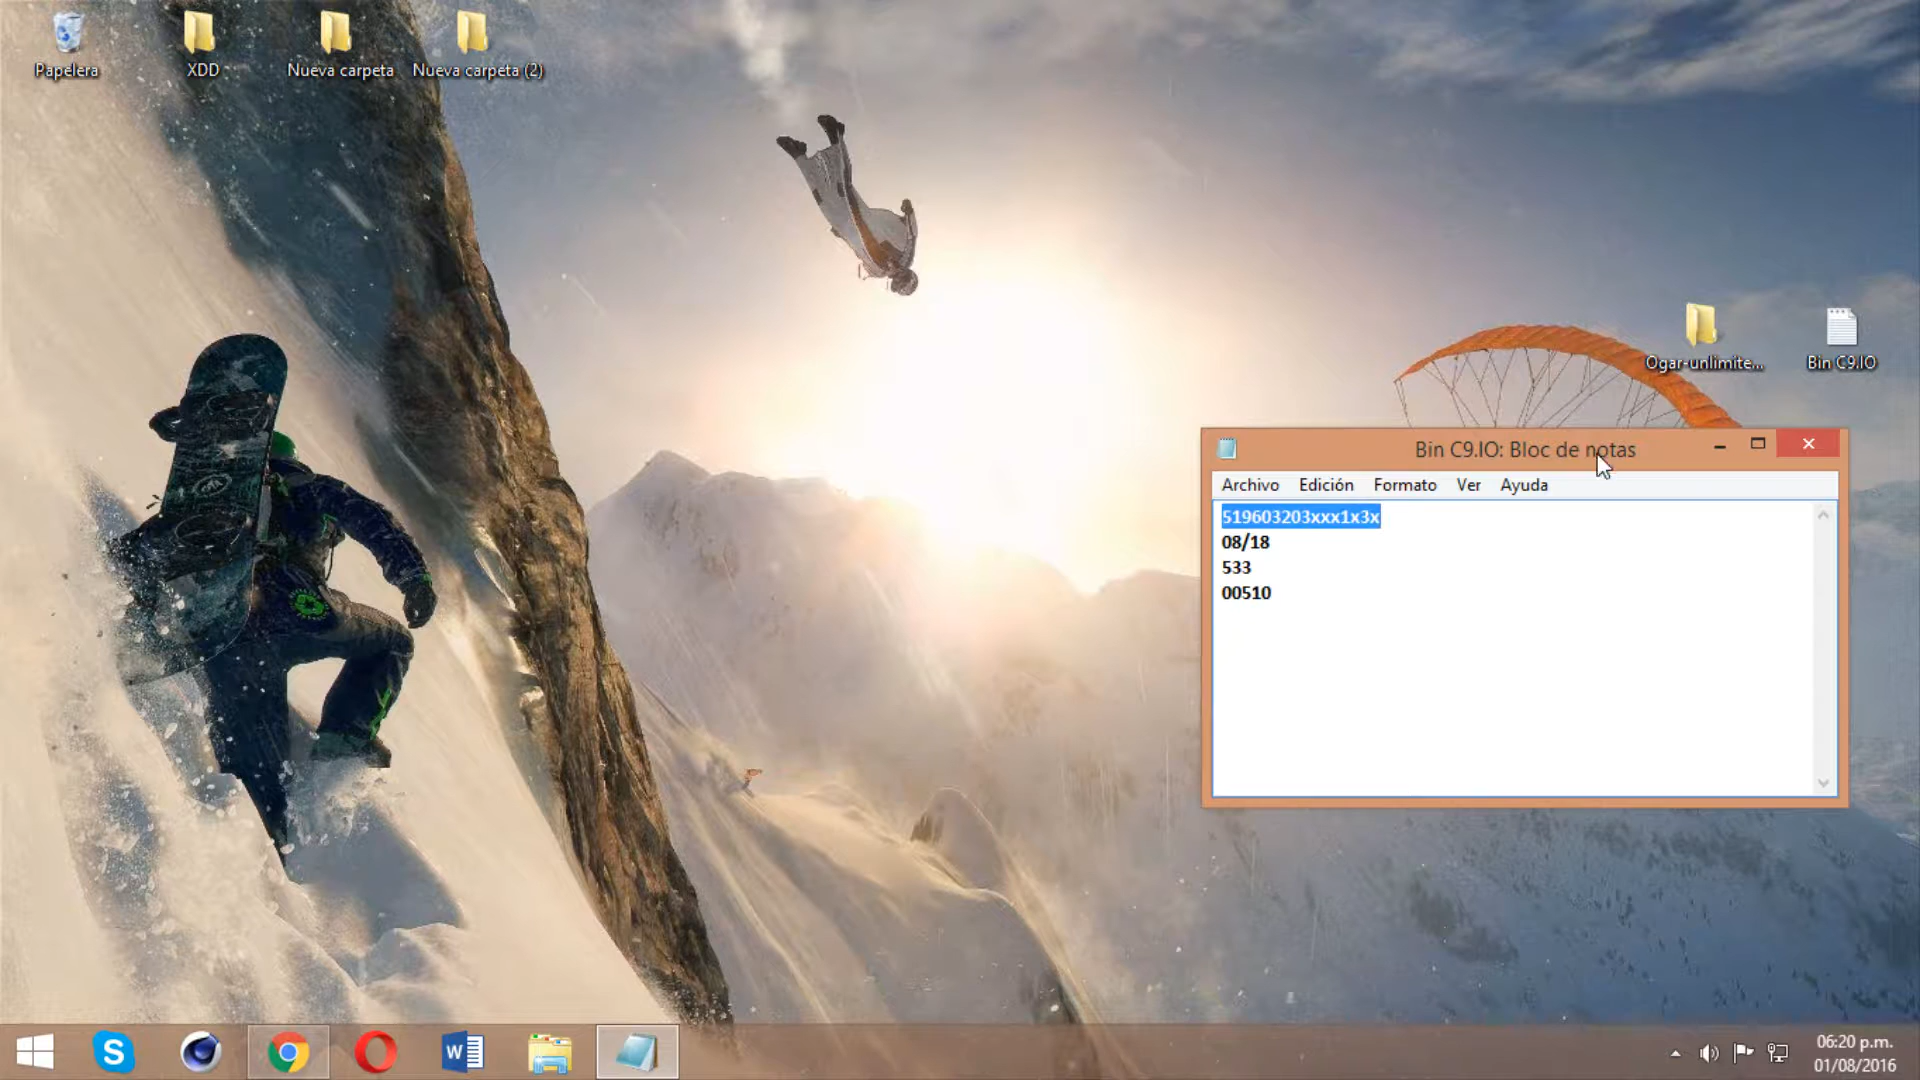 Papelera
XDD
Nueva carpeta
Nueva carpeta (2)
Ogar-unlimite...
Bin C9.IO
Bin C9.IO: Bloc de notas
Archivo Edición Formato Ver Ayuda
519603203xxx1x3x
08/18
533
00510
06:20 p.m.
01/08/2016